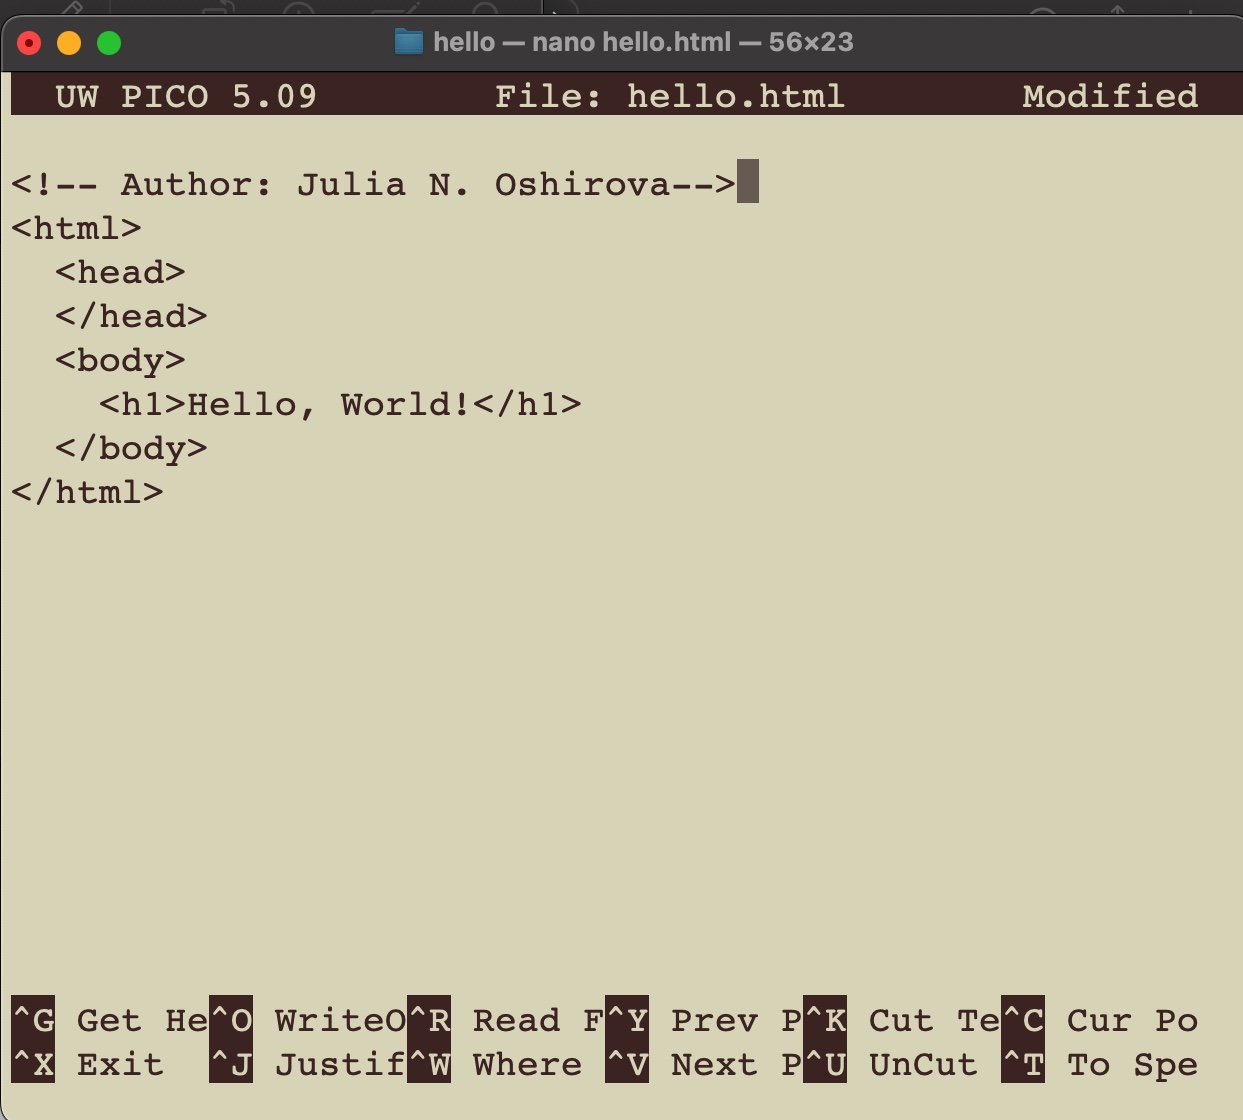 hello — nano hello.html — 56×23
UW PICO 5.09 File: hello.html Modified
<!-- Author: Julia N. Oshirova-->
<html>
  <head>
  </head>
  <body>
    <h1>Hello, World!</h1>
  </body>
</html>
^G Get He^O WriteO^R Read F^Y Prev P^K Cut Te^C Cur Po
^X Exit  ^J Justif^W Where ^V Next P^U UnCut ^T To Spe